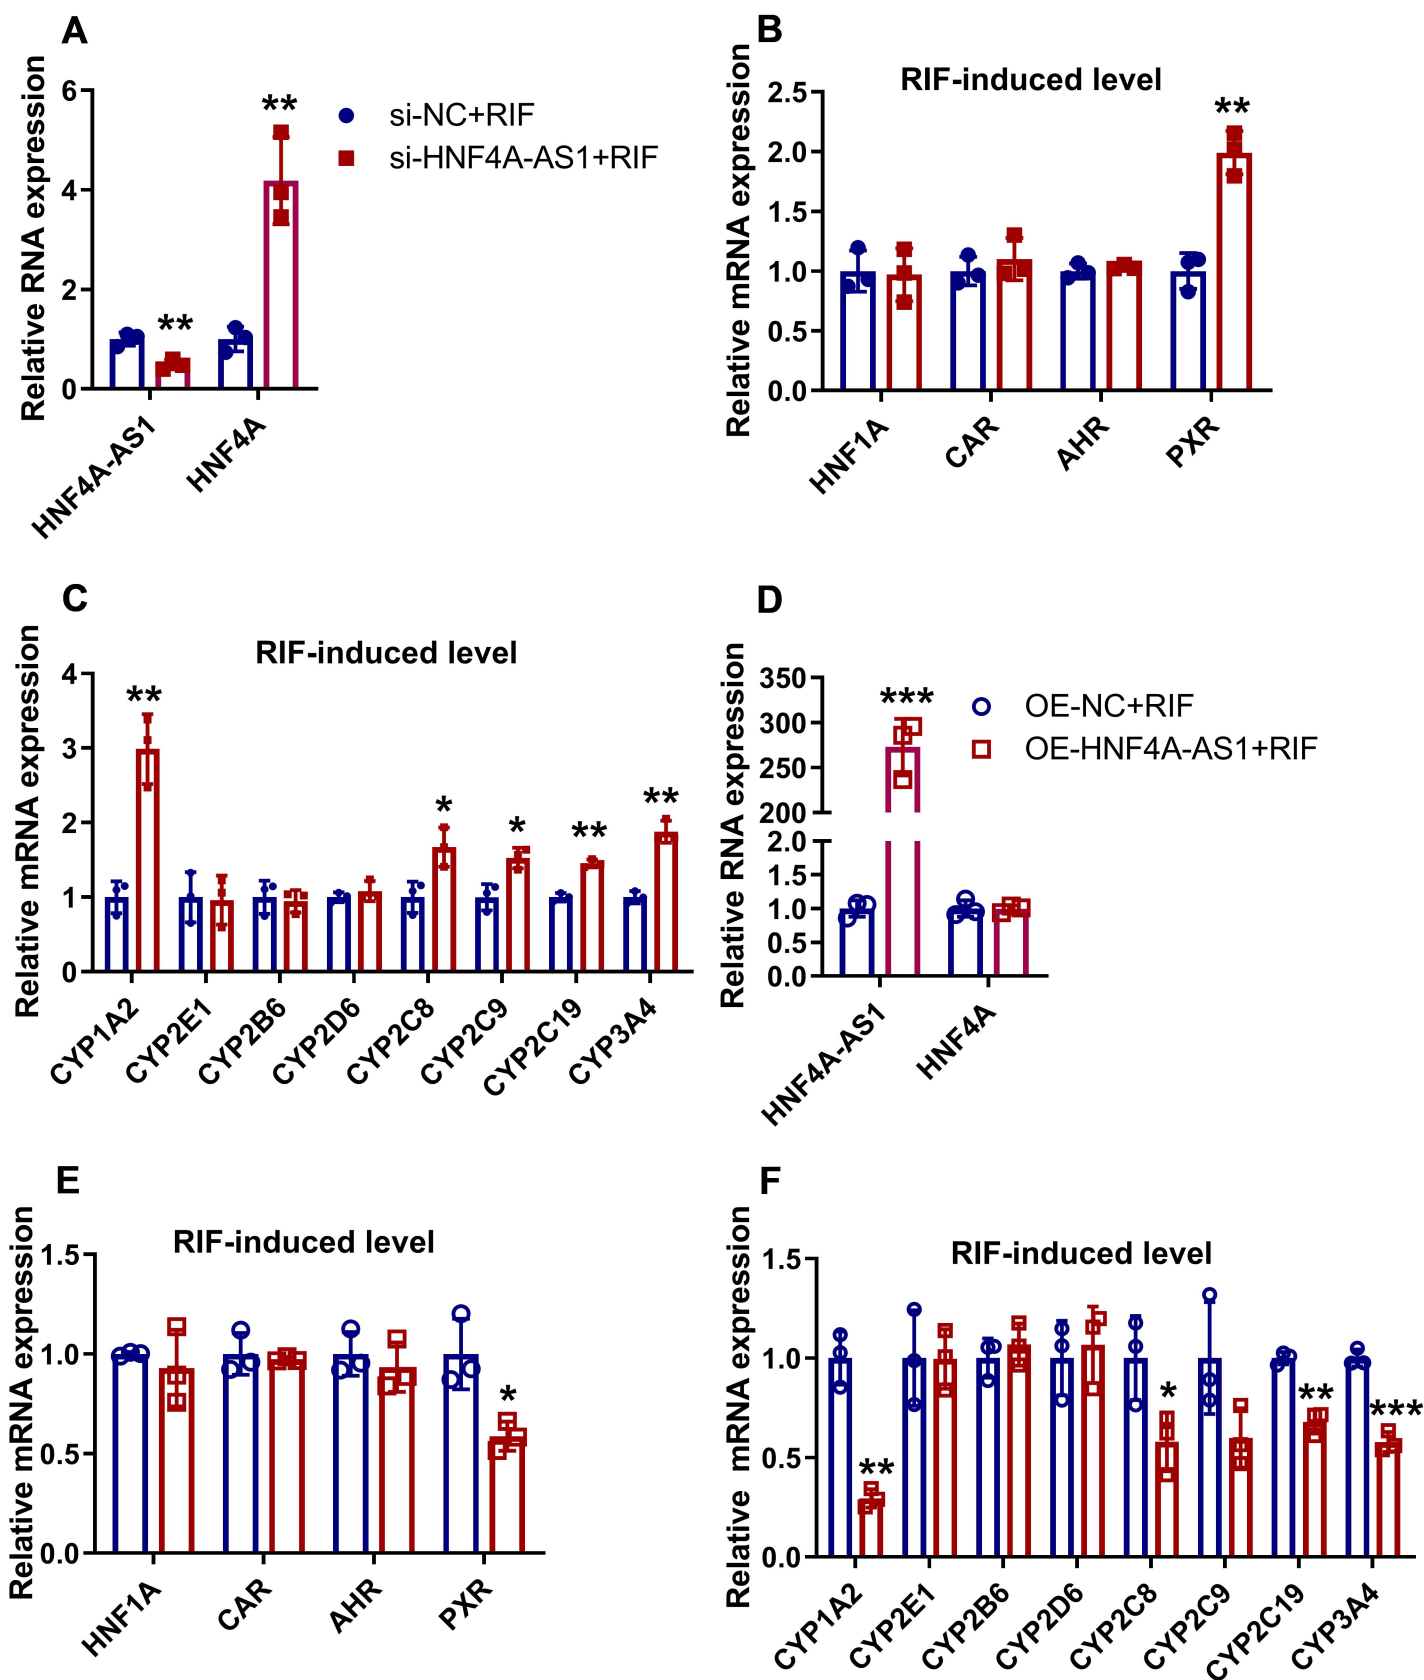 A
Relative RNA expression
6
4
2
0
**
**
HNF4A-AS1
HNF4A
si-NC+RIF
si-HNF4A-AS1+RIF
B
RIF-induced level
Relative mRNA expression
2.5
2.0
1.5
1.0
0.5
0.0
**
HNF1A
CAR
AHR
PXR
C
RIF-induced level
Relative mRNA expression
4
3
2
1
0
**
*
*
**
**
CYP1A2
CYP2E1
CYP2B6
CYP2D6
CYP2C8
CYP2C9
CYP2C19
CYP3A4
D
Relative RNA expression
350
300
250
200
2.0
1.5
1.0
0.5
0.0
***
HNF4A-AS1
HNF4A
OE-NC+RIF
OE-HNF4A-AS1+RIF
E
RIF-induced level
Relative mRNA expression
1.5
1.0
0.5
0.0
*
HNF1A
CAR
AHR
PXR
F
RIF-induced level
Relative mRNA expression
1.5
1.0
0.5
0.0
**
*
**
***
CYP1A2
CYP2E1
CYP2B6
CYP2D6
CYP2C8
CYP2C9
CYP2C19
CYP3A4